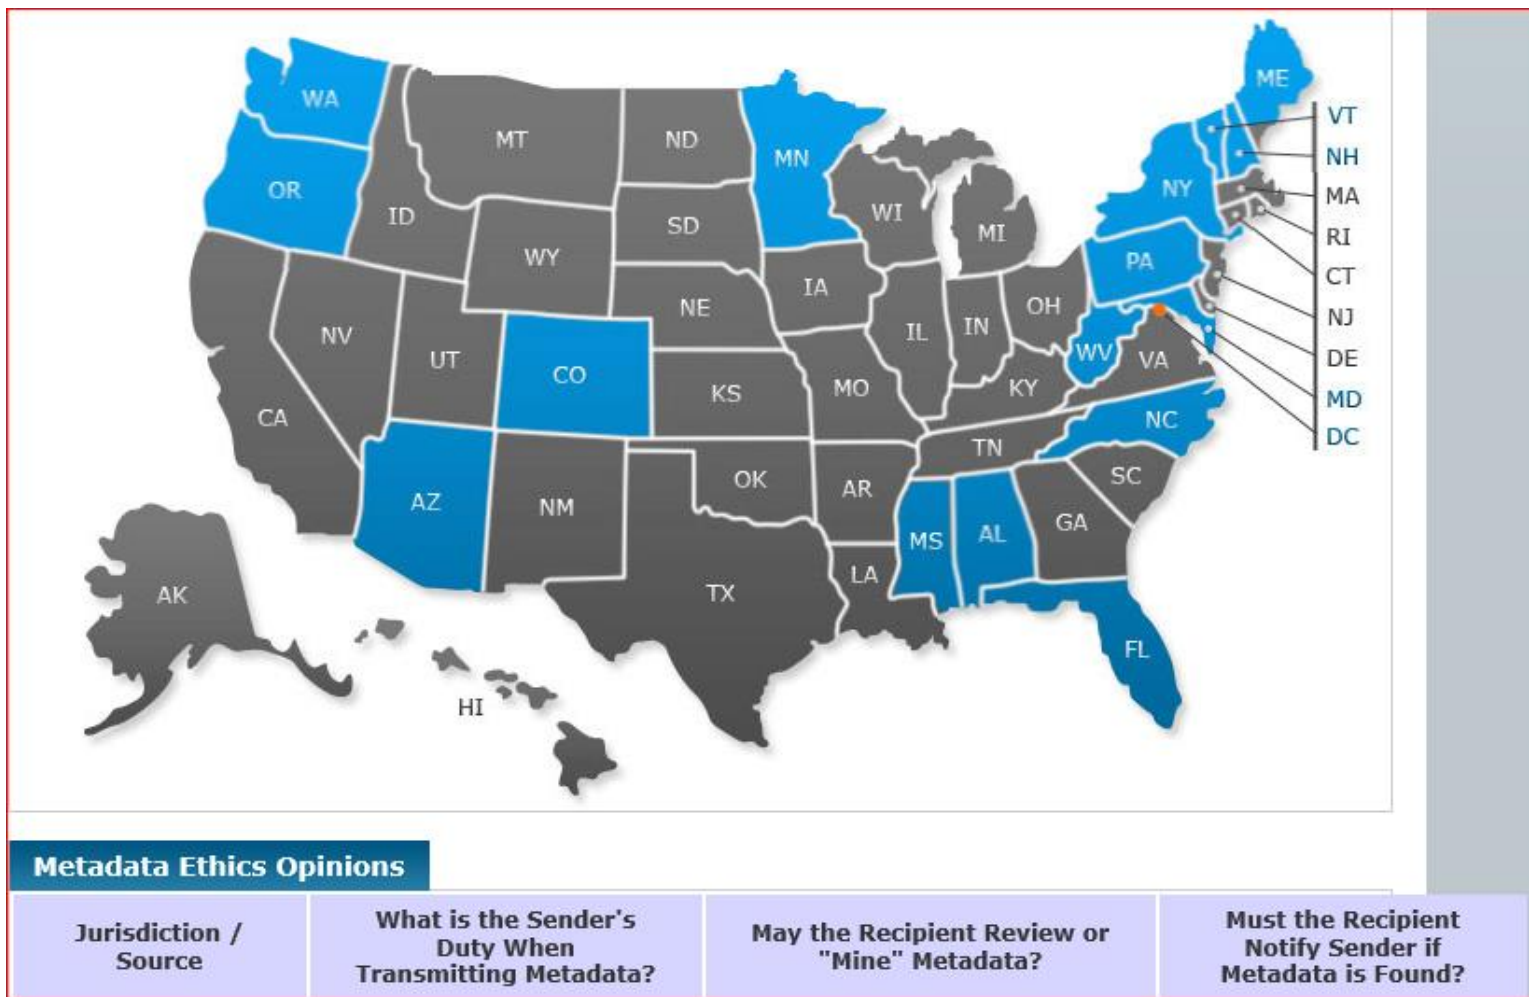 WA
ME
VT
MT
ND
MN
NH
OR
NY
MA
ID
WI
SD
MI
RI
WY
PA
CT
IA
NE
OH
NV
IL
IN
NJ
UT
WV
VA
DE
CO
KS
MO
KY
MD
CA
NC
DC
TN
AZ
OK
AR
SC
NM
GA
MS
AL
LA
AK
TX
FL
HI
Metadata Ethics Opinions
Jurisdiction /
Source
What is the Sender's
Duty When
Transmitting Metadata?
May the Recipient Review or
"Mine" Metadata?
Must the Recipient
Notify Sender if
Metadata is Found?